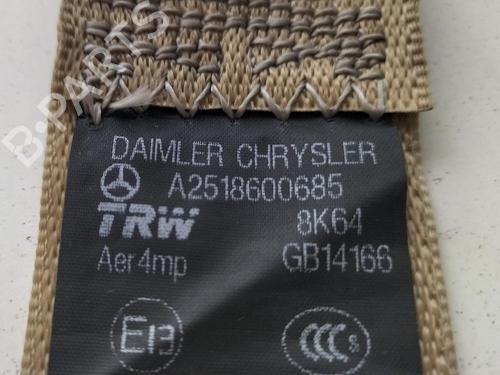 B-PARTS
DAIMLER CHRYSLER
A2518600685
TRW 8K64
Aer4mp GB14166
E13 CCC S